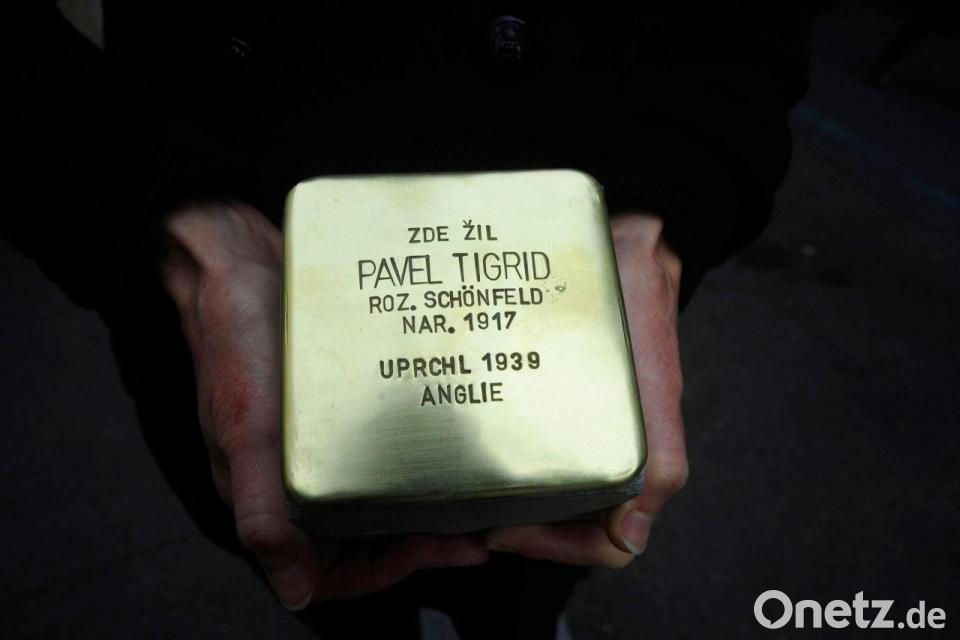 ZDE ŽIL
PAVEL TIGRID
ROZ. SCHÖNFELD
NAR. 1917
UPRCHL 1939
ANGLIE
Onetz.de